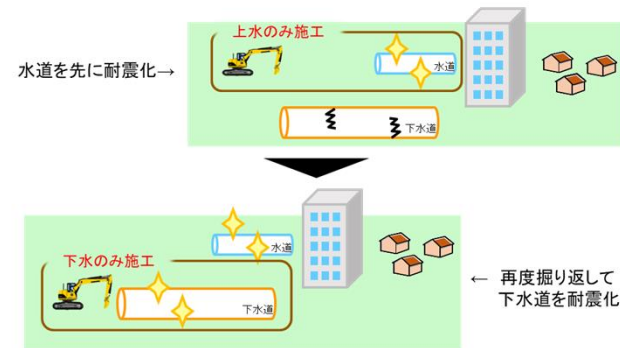 上水のみ施工
水道を先に耐震化→
水道
下水道
水道
下水のみ施工
下水道
← 再度掘り返して
下水道を耐震化